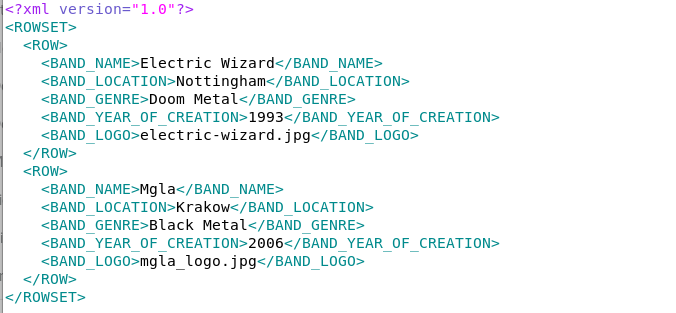 <?xml version="1.0"?>
<ROWSET>
  <ROW>
    <BAND_NAME>Electric Wizard</BAND_NAME>
    <BAND_LOCATION>Nottingham</BAND_LOCATION>
    <BAND_GENRE>Doom Metal</BAND_GENRE>
    <BAND_YEAR_OF_CREATION>1993</BAND_YEAR_OF_CREATION>
    <BAND_LOGO>electric-wizard.jpg</BAND_LOGO>
  </ROW>
  <ROW>
    <BAND_NAME>Mgla</BAND_NAME>
    <BAND_LOCATION>Krakow</BAND_LOCATION>
    <BAND_GENRE>Black Metal</BAND_GENRE>
    <BAND_YEAR_OF_CREATION>2006</BAND_YEAR_OF_CREATION>
    <BAND_LOGO>mgla_logo.jpg</BAND_LOGO>
  </ROW>
</ROWSET>